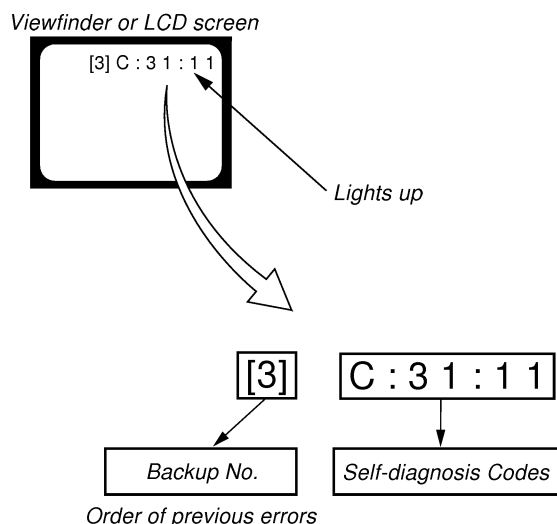 Viewfinder or LCD screen
[3] C : 3 1 : 1 1
Lights up
[3] C : 3 1 : 1 1
Backup No. Self-diagnosis Codes
Order of previous errors